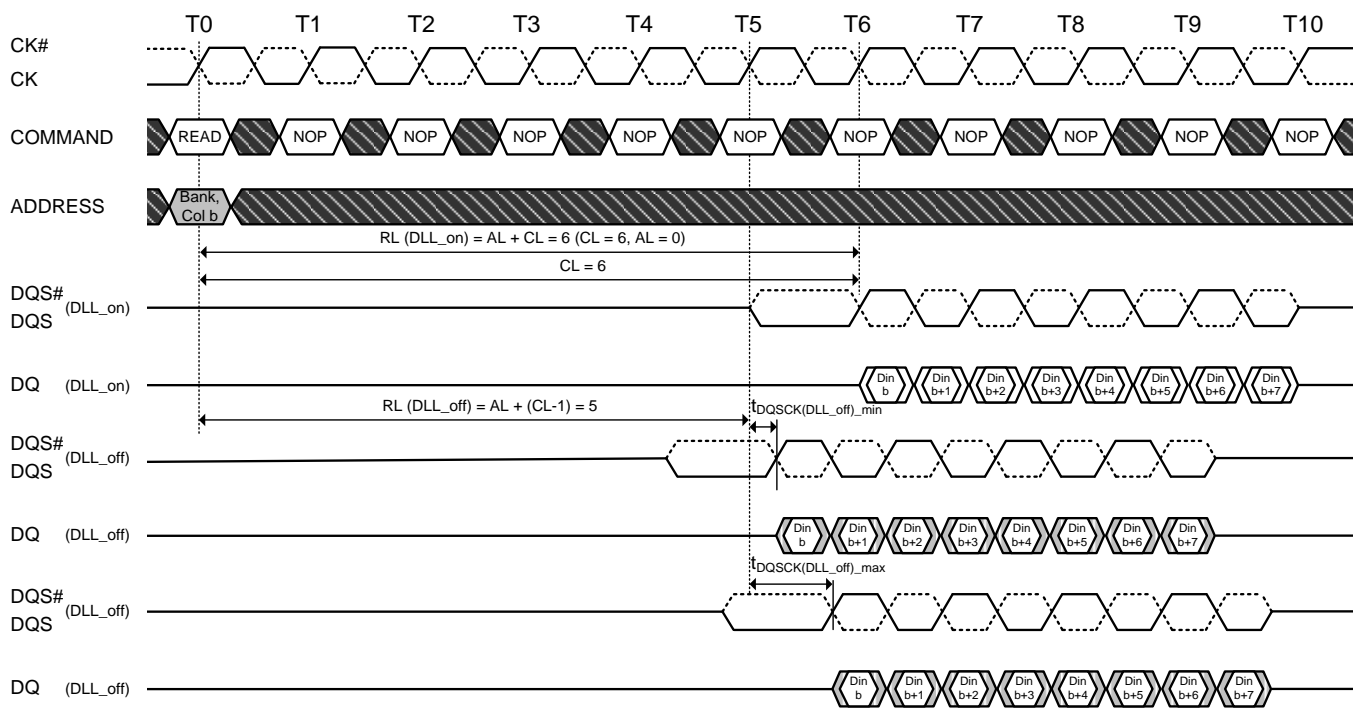 T0 T1 T2 T3 T4 T5 T6 T7 T8 T9 T10
CK#
CK
COMMAND READ NOP NOP NOP NOP NOP NOP NOP NOP NOP NOP
ADDRESS
Bank,
Col b
RL (DLL_on) = AL + CL = 6 (CL = 6, AL = 0)
CL = 6
DQS# (DLL_on)
DQS
DQ (DLL_on)
Din Din Din Din Din Din Din Din
b b+1 b+2 b+3 b+4 b+5 b+6 b+7
RL (DLL_off) = AL + (CL-1) = 5
tDQSCK(DLL_off)_min
DQS# (DLL_off)
DQS
DQ (DLL_off)
Din Din Din Din Din Din Din Din
b b+1 b+2 b+3 b+4 b+5 b+6 b+7
tDQSCK(DLL_off)_max
DQS# (DLL_off)
DQS
DQ (DLL_off)
Din Din Din Din Din Din Din Din
b b+1 b+2 b+3 b+4 b+5 b+6 b+7